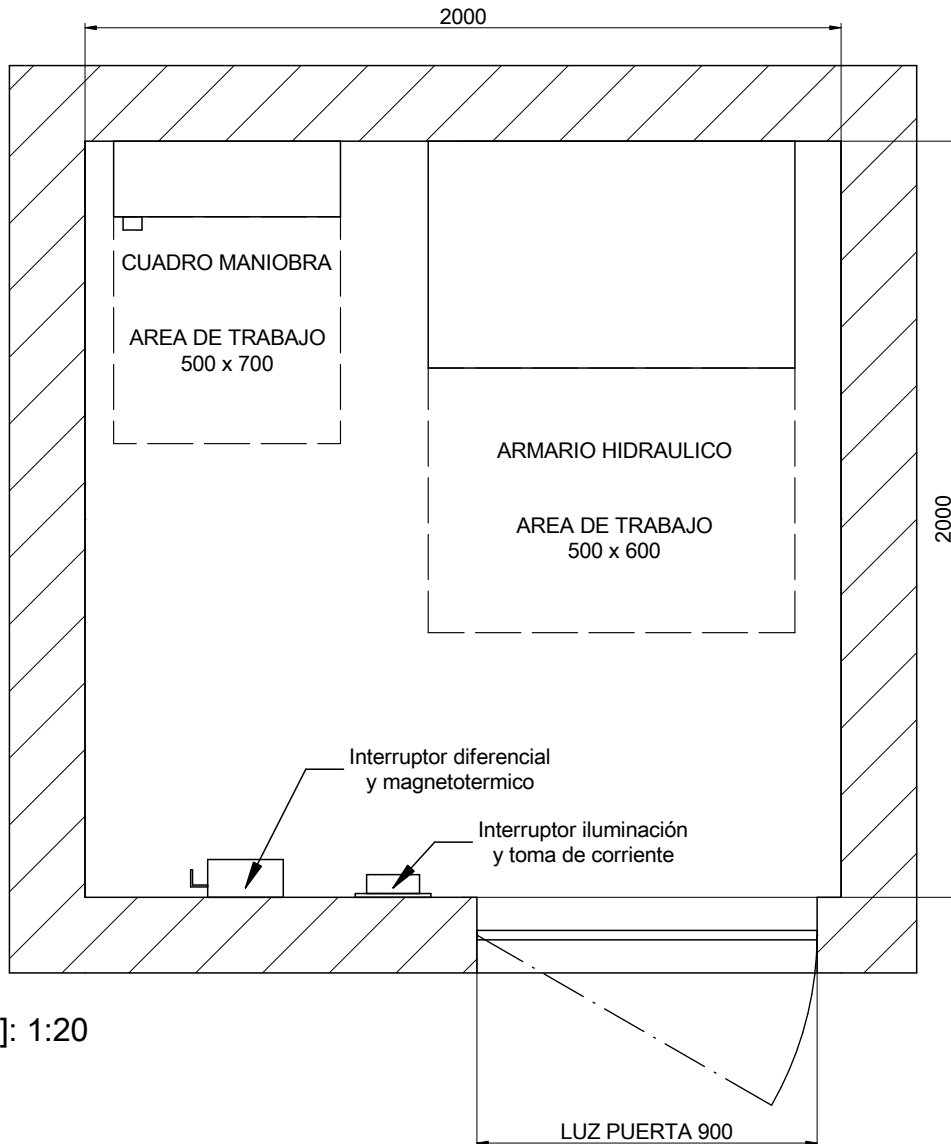 2000
CUADRO MANIOBRA
AREA DE TRABAJO
500 x 700
ARMARIO HIDRAULICO
AREA DE TRABAJO
500 x 600
2000
Interruptor diferencial
y magnetotermico
Interruptor iluminación
y toma de corriente
]: 1:20
LUZ PUERTA 900